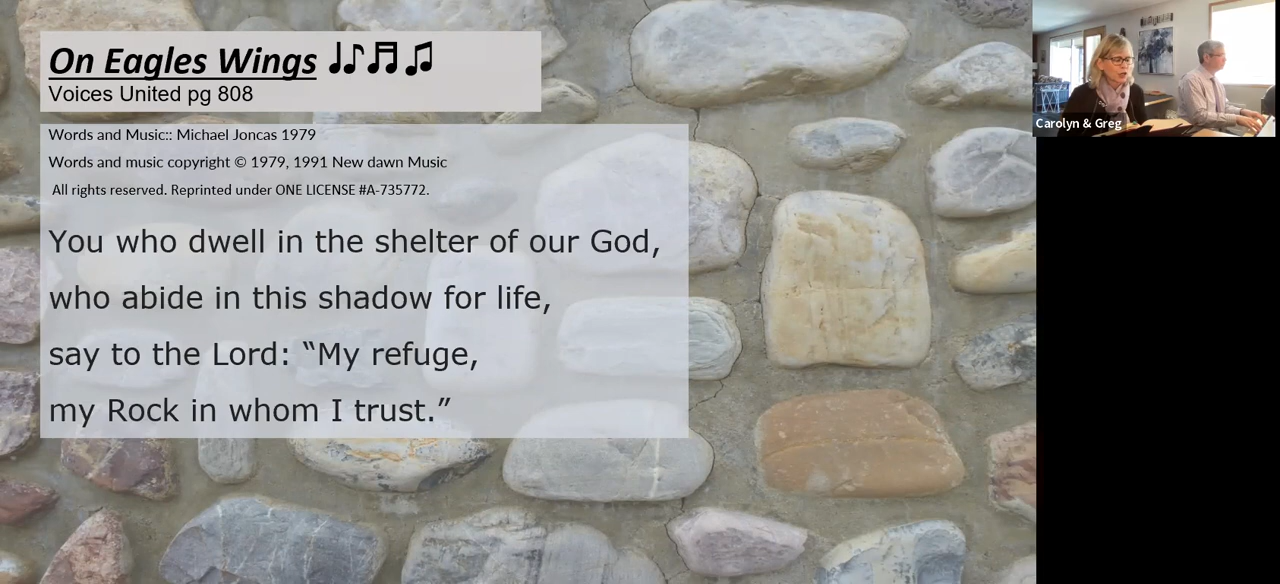 On Eagles Wings ♩♪♬♫
Voices United pg 808
Words and Music:: Michael Joncas 1979
Words and music copyright © 1979, 1991 New dawn Music
All rights reserved. Reprinted under ONE LICENSE #A-735772.
You who dwell in the shelter of our God,
who abide in this shadow for life,
say to the Lord: “My refuge,
my Rock in whom I trust.”
Carolyn & Greg